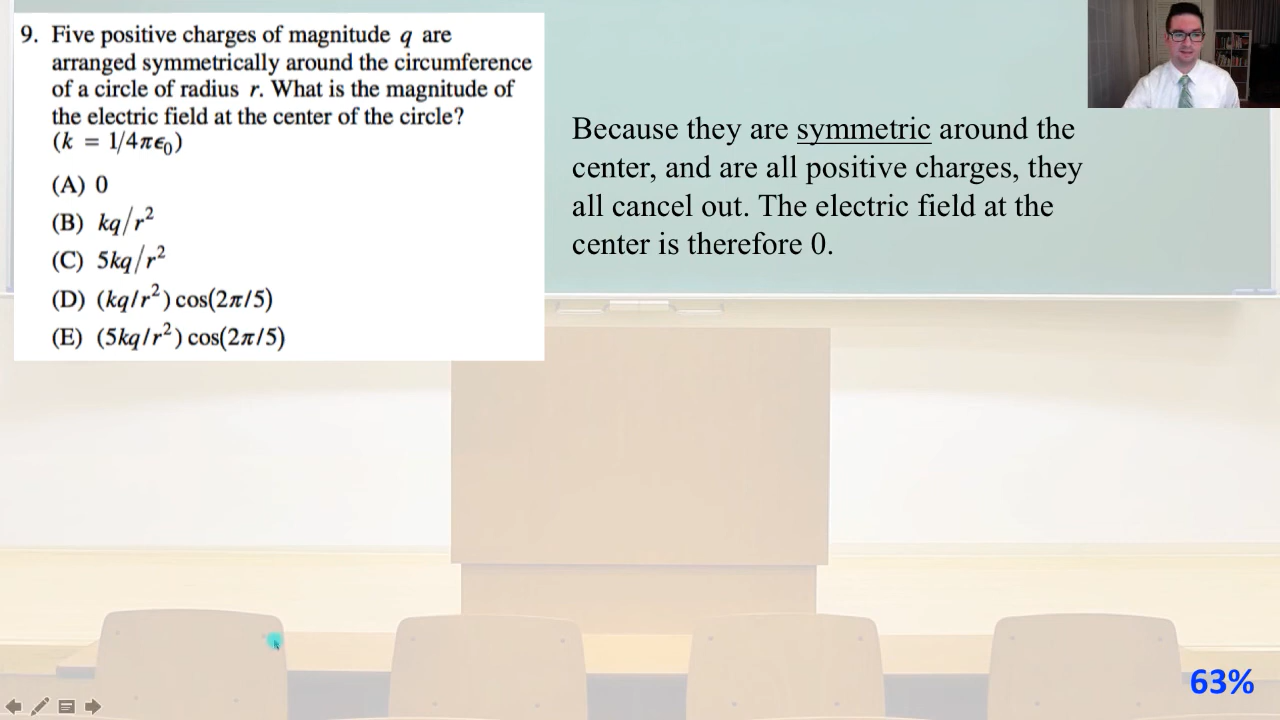 9. Five positive charges of magnitude q are
arranged symmetrically around the circumference
of a circle of radius r. What is the magnitude of
the electric field at the center of the circle?
(k = 1/4πϵ₀)
(A) 0
(B) kq/r²
(C) 5kq/r²
(D) (kq/r²) cos(2π/5)
(E) (5kq/r²) cos(2π/5)
Because they are symmetric around the
center, and are all positive charges, they
all cancel out. The electric field at the
center is therefore 0.
63%